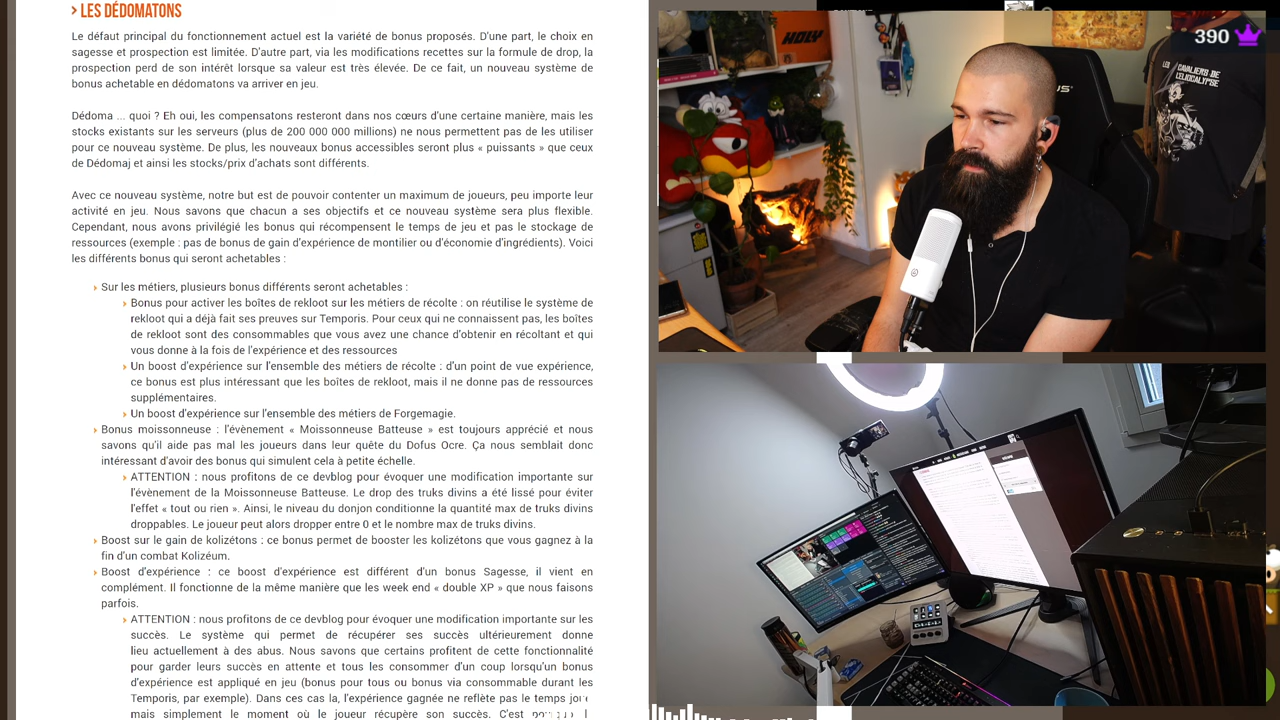 LES DÉDOMATONS
Le défaut principal du fonctionnement actuel est la variété de bonus proposés. D'une part, le choix en
sagesse et prospection est limitée. D'autre part, via les modifications recettes sur la formule de drop, la
prospection perd de son intérêt lorsque sa valeur est très élevée. De ce fait, un nouveau système de
bonus achetable en dédomatons va arriver en jeu.
Dédoma ... quoi ? Eh oui, les compensatons resteront dans nos cœurs d'une certaine manière, mais les
stocks existants sur les serveurs (plus de 200 000 000 millions) ne nous permettent pas de les utiliser
pour ce nouveau système. De plus, les nouveaux bonus accessibles seront plus « puissants » que ceux
de Dédomaj et ainsi les stocks/prix d'achats sont différents.
Avec ce nouveau système, notre but est de pouvoir contenter un maximum de joueurs, peu importe leur
activité en jeu. Nous savons que chacun a ses objectifs et ce nouveau système sera plus flexible.
Cependant, nous avons privilégié les bonus qui récompensent le temps de jeu et pas le stockage de
ressources (exemple : pas de bonus de gain d'expérience de montilier ou d'économie d'ingrédients). Voici
les différents bonus qui seront achetables :
Sur les métiers, plusieurs bonus différents seront achetables :
Bonus pour activer les boîtes de rekloot sur les métiers de récolte : on réutilise le système de
rekloot qui a déjà fait ses preuves sur Temporis. Pour ceux qui ne connaissent pas, les boîtes
de rekloot sont des consommables que vous avez une chance d'obtenir en récoltant et qui
vous donne à la fois de l'expérience et des ressources
Un boost d'expérience sur l'ensemble des métiers de récolte : d'un point de vue expérience,
ce bonus est plus intéressant que les boîtes de rekloot, mais il ne donne pas de ressources
supplémentaires.
Un boost d'expérience sur l'ensemble des métiers de Forgemagie.
Bonus moissonneuse : l'évènement « Moissonneuse Batteuse » est toujours apprécié et nous
savons qu'il aide pas mal les joueurs dans leur quête du Dofus Ocre. Ça nous semblait donc
intéressant d'avoir des bonus qui simulent cela à petite échelle.
ATTENTION : nous profitons de ce devblog pour évoquer une modification importante sur
l'évènement de la Moissonneuse Batteuse. Le drop des truks divins a été lissé pour éviter
l'effet « tout ou rien ». Ainsi, le niveau du donjon conditionne la quantité max de truks divins
droppables. Le joueur peut alors dropper entre 0 et le nombre max de truks divins.
Boost sur le gain de kolizétons : ce bonus permet de booster les kolizétons que vous gagnez à la
fin d'un combat Kolizéum.
Boost d'expérience : ce boost d'expérience est différent d'un bonus Sagesse, il vient en
complément. Il fonctionne de la même manière que les week end « double XP » que nous faisons
parfois.
ATTENTION : nous profitons de ce devblog pour évoquer une modification importante sur les
succès. Le système qui permet de récupérer ses succès ultérieurement donne
lieu actuellement à des abus. Nous savons que certains profitent de cette fonctionnalité
pour garder leurs succès en attente et tous les consommer d'un coup lorsqu'un bonus
d'expérience est appliqué en jeu (bonus pour tous ou bonus via consommable durant les
Temporis, par exemple). Dans ces cas la, l'expérience gagnée ne reflète pas le temps
mais simplement le moment où le joueur récupère son succès. C'est
390
HOLY
CAVALIERS DE
L'ELIOCALYPSE